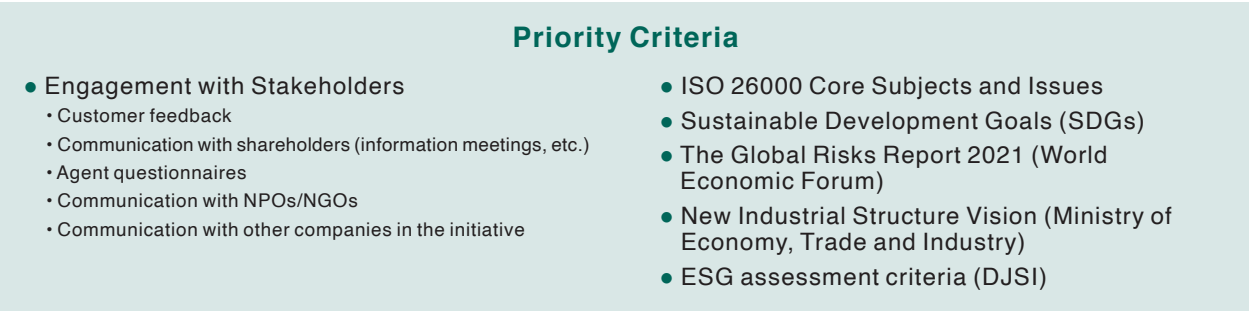 Priority Criteria
● Engagement with Stakeholders
• Customer feedback
• Communication with shareholders (information meetings, etc.)
• Agent questionnaires
• Communication with NPOs/NGOs
• Communication with other companies in the initiative
● ISO 26000 Core Subjects and Issues
● Sustainable Development Goals (SDGs)
● The Global Risks Report 2021 (World
Economic Forum)
● New Industrial Structure Vision (Ministry of
Economy, Trade and Industry)
● ESG assessment criteria (DJSI)